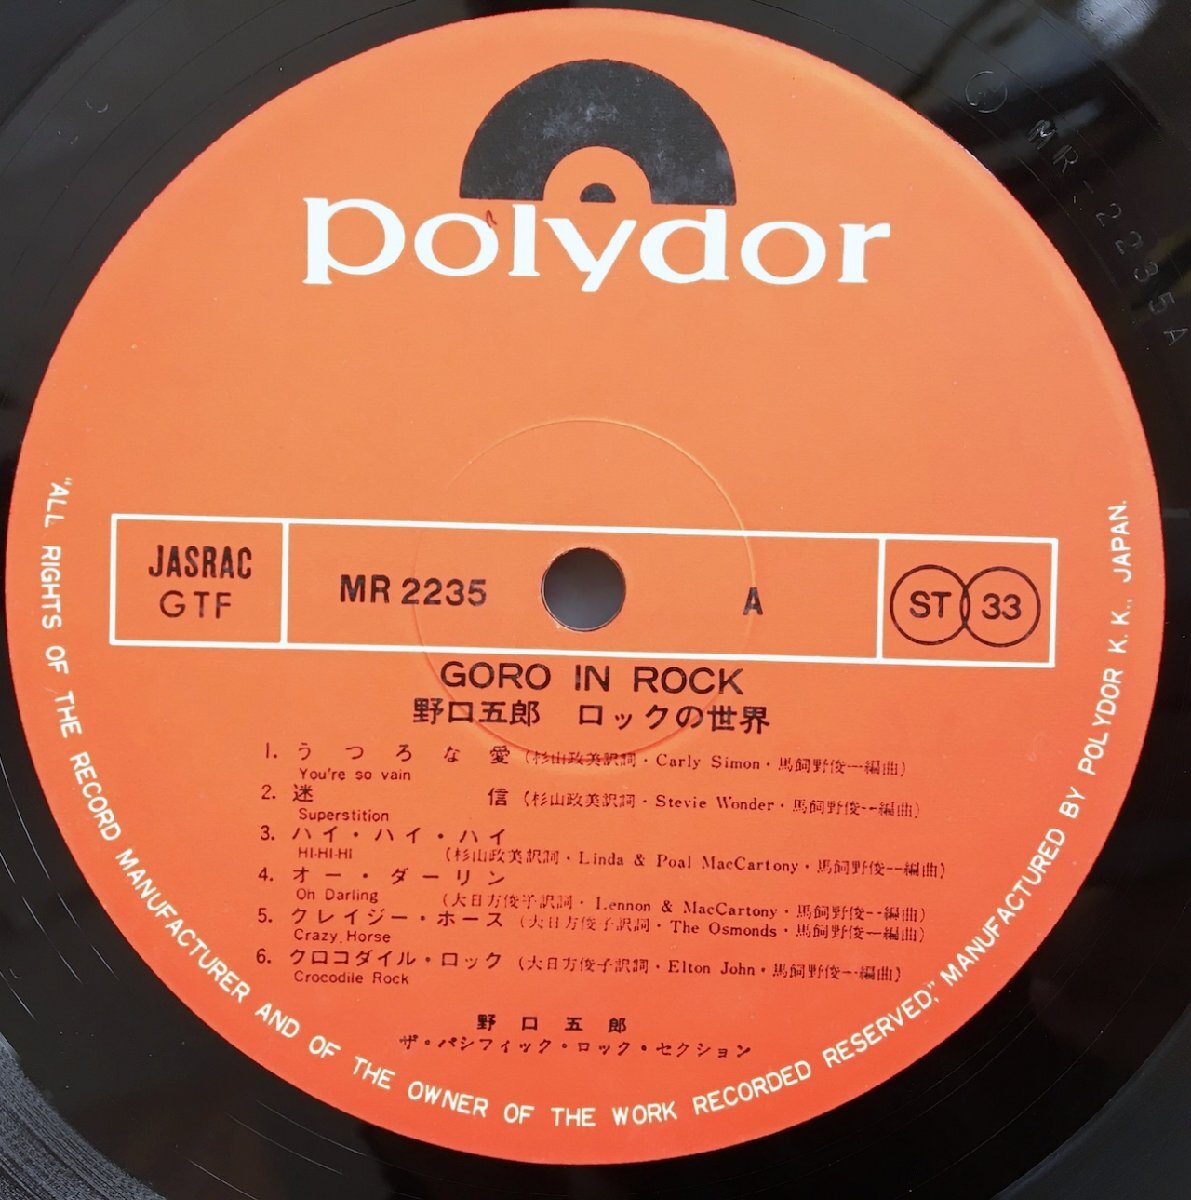 polydor
MR-2235A
JASRAC
GTF
MR 2235
A
ST 33
GORO IN ROCK
野口五郎 ロックの世界
1. うつろな愛 (杉山政美訳詞・Carly Simon・馬飼野俊一編曲)
You're so vain
2. 迷信 (杉山政美訳詞・Stevie Wonder・馬飼野俊一編曲)
Superstition
3. ハイ・ハイ・ハイ
HI-HI-HI (杉山政美訳詞・Linda & Poal MacCartony・馬飼野俊一編曲)
4. オー・ダーリン
Oh Darling (大日方俊子訳詞・Lennon & MacCartony・馬飼野俊一編曲)
5. クレイジー・ホース (大日方俊子訳詞・The Osmonds・馬飼野俊一編曲)
Crazy Horse
6. クロコダイル・ロック (大日方俊子訳詞・Elton John・馬飼野俊一編曲)
Crocodile Rock
野口五郎
ザ・パシフィック・ロック・セクション
"ALL RIGHTS OF THE RECORD MANUFACTURER AND OF THE OWNER OF THE WORK RECORDED RESERVED," MANUFACTURED BY POLYDOR K. K., JAPAN.